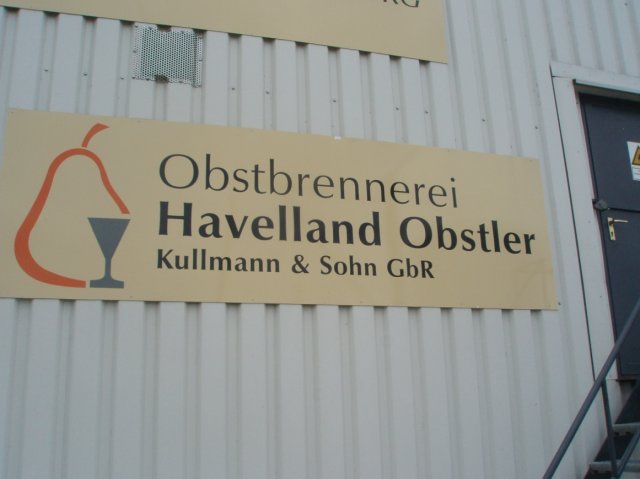 Obstbrennerei
Havelland Obstler
Kullmann & Sohn GbR